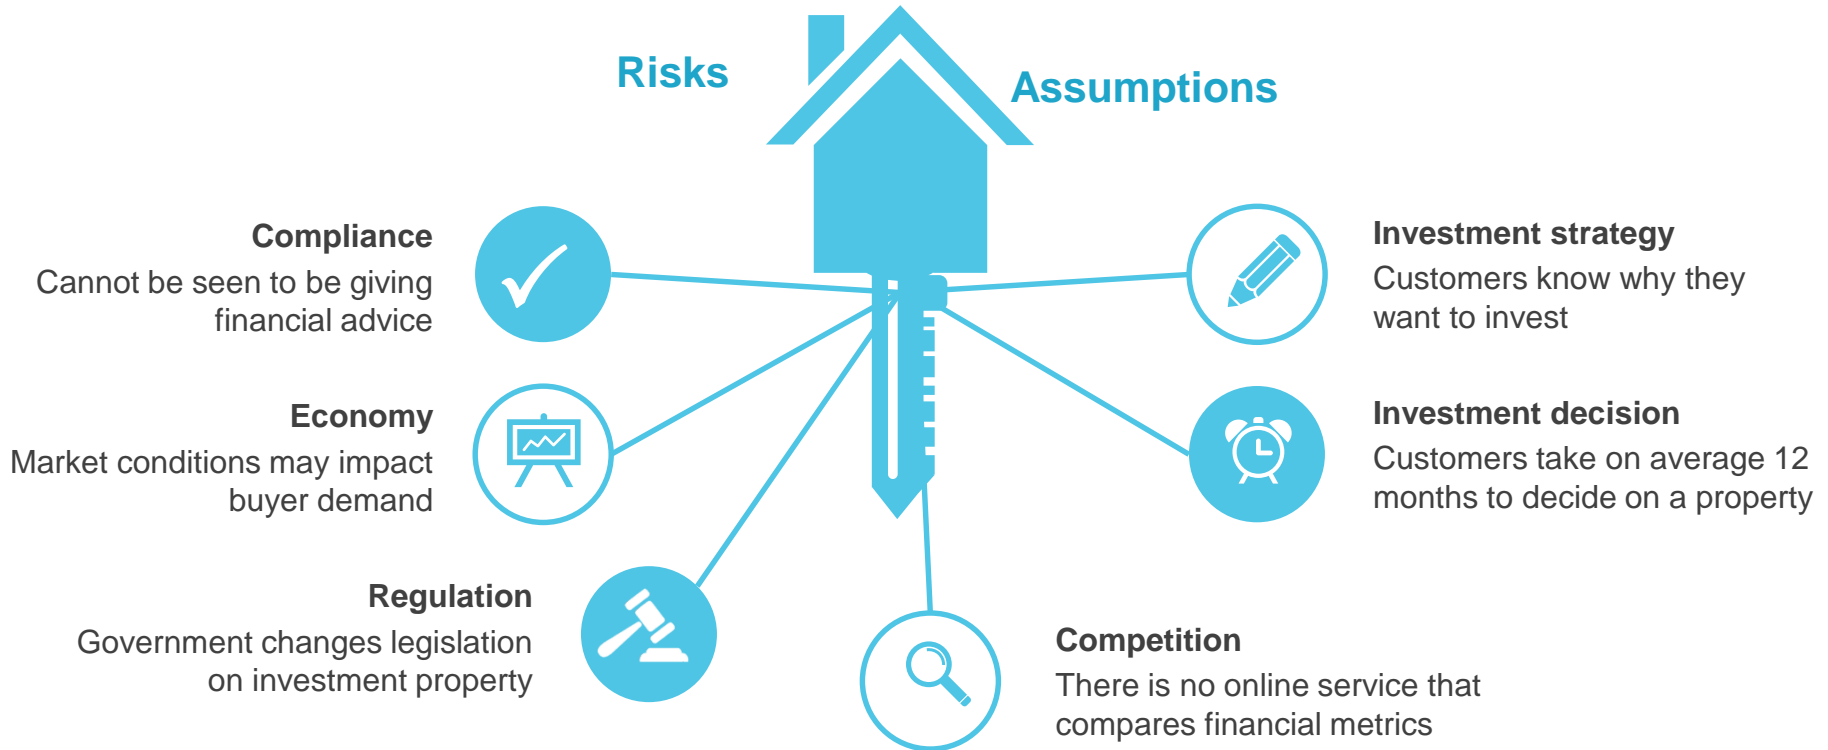 Risks
Assumptions
Compliance
Cannot be seen to be giving
financial advice
Economy
Market conditions may impact
buyer demand
Regulation
Government changes legislation
on investment property
Investment strategy
Customers know why they
want to invest
Investment decision
Customers take on average 12
months to decide on a property
Competition
There is no online service that
compares financial metrics